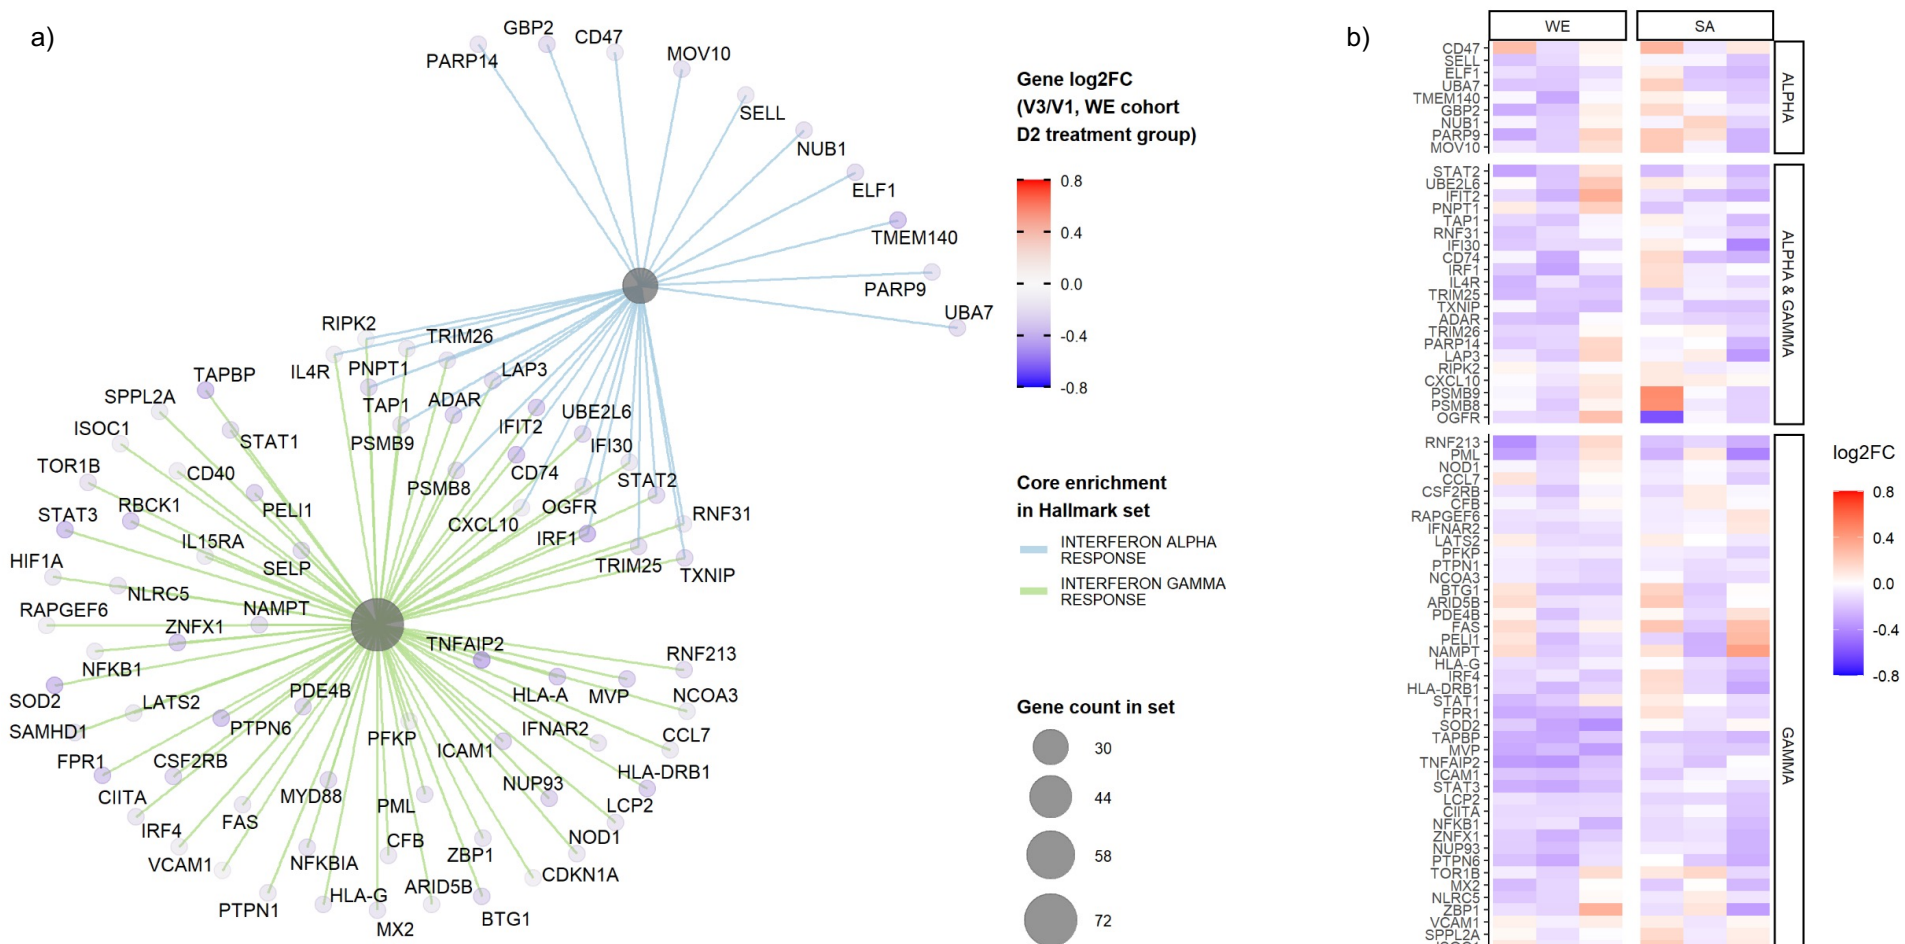 a)
GBP2
CD47
PARP14
MOV10
SELL
NUB1
ELF1
TMEM140
PARP9
UBA7
RIPK2
TRIM26
IL4R
PNPT1
LAP3
TAPBP
TAP1
ADAR
SPPL2A
UBE2L6
ISOC1
STAT1
PSMB9
IFIT2
IFI30
TOR1B
CD40
CD74
STAT2
PSMB8
RBCK1
PELI1
OGFR
STAT3
CXCL10
RNF31
IL15RA
IRF1
HIF1A
SELP
TRIM25
TXNIP
NLRC5
RAPGEF6
NAMPT
ZNFX1
TNFAIP2
RNF213
NFKB1
SOD2
LATS2
PDE4B
HLA-A
MVP
NCOA3
SAMHD1
PTPN6
PFKP
ICAM1
IFNAR2
CCL7
FPR1
CSF2RB
HLA-DRB1
CIITA
MYD88
PML
NUP93
LCP2
IRF4
FAS
CFB
NOD1
VCAM1
NFKBIA
ZBP1
CDKN1A
HLA-G
ARID5B
PTPN1
MX2
BTG1
Gene log2FC
(V3/V1, WE cohort
D2 treatment group)
0.8
0.4
0.0
-0.4
-0.8
Core enrichment
in Hallmark set
INTERFERON ALPHA
RESPONSE
INTERFERON GAMMA
RESPONSE
Gene count in set
30
44
58
72
b)
WE
SA
CD47
SELL
ELF1
UBA7
TMEM140
GBP2
NUB1
PARP9
MOV10
ALPHA
STAT2
UBE2L6
IFIT2
PNPT1
TAP1
RNF31
IFI30
CD74
IRF1
IL4R
TRIM25
TXNIP
ADAR
TRIM26
PARP14
LAP3
RIPK2
CXCL10
PSMB9
PSMB8
OGFR
ALPHA & GAMMA
RNF213
PML
NOD1
CCL7
CSF2RB
CFB
RAPGEF6
IFNAR2
LATS2
PFKP
PTPN1
NCOA3
BTG1
ARID5B
PDE4B
FAS
PELI1
NAMPT
HLA-G
IRF4
HLA-DRB1
STAT1
FPR1
SOD2
TAPBP
MVP
TNFAIP2
ICAM1
STAT3
LCP2
CIITA
NFKB1
ZNFX1
NUP93
PTPN6
TOR1B
MX2
NLRC5
ZBP1
VCAM1
SPPL2A
GAMMA
log2FC
0.8
0.4
0.0
-0.4
-0.8